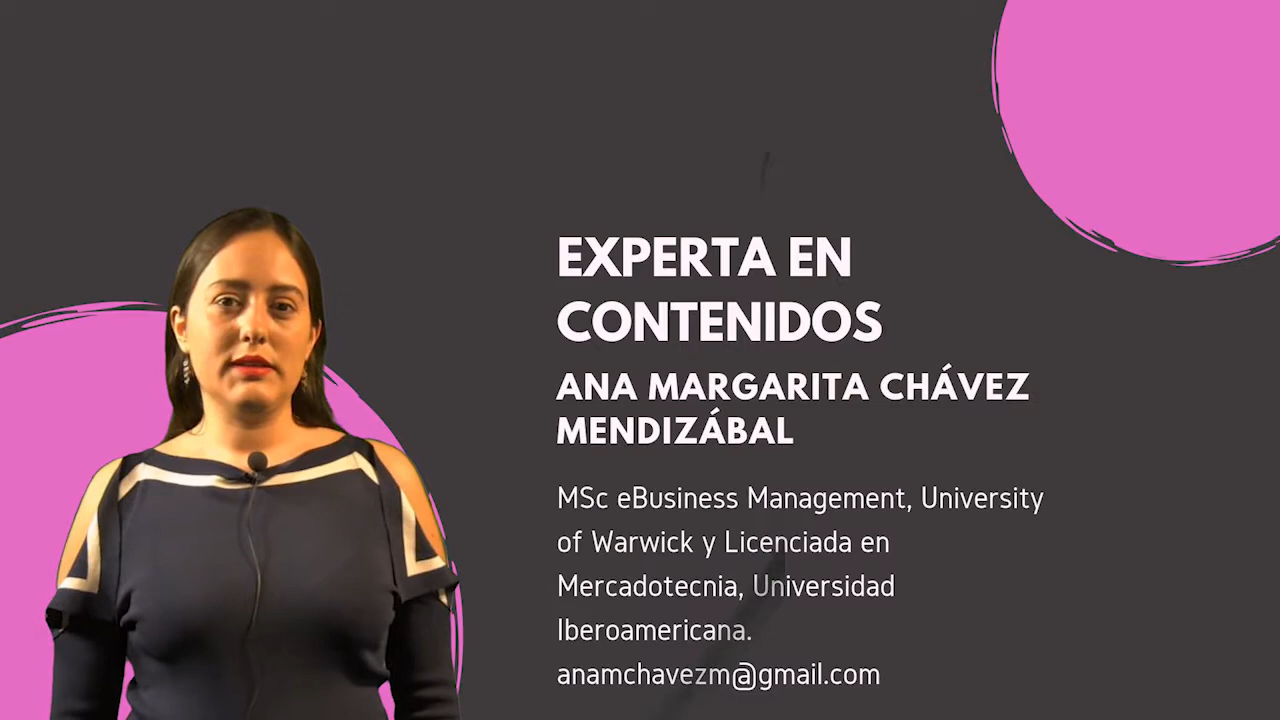 EXPERTA EN
CONTENIDOS
ANA MARGARITA CHÁVEZ
MENDIZÁBAL
MSc eBusiness Management, University
of Warwick y Licenciada en
Mercadotecnia, Universidad
Iberoamericana.
anamchavezm@gmail.com